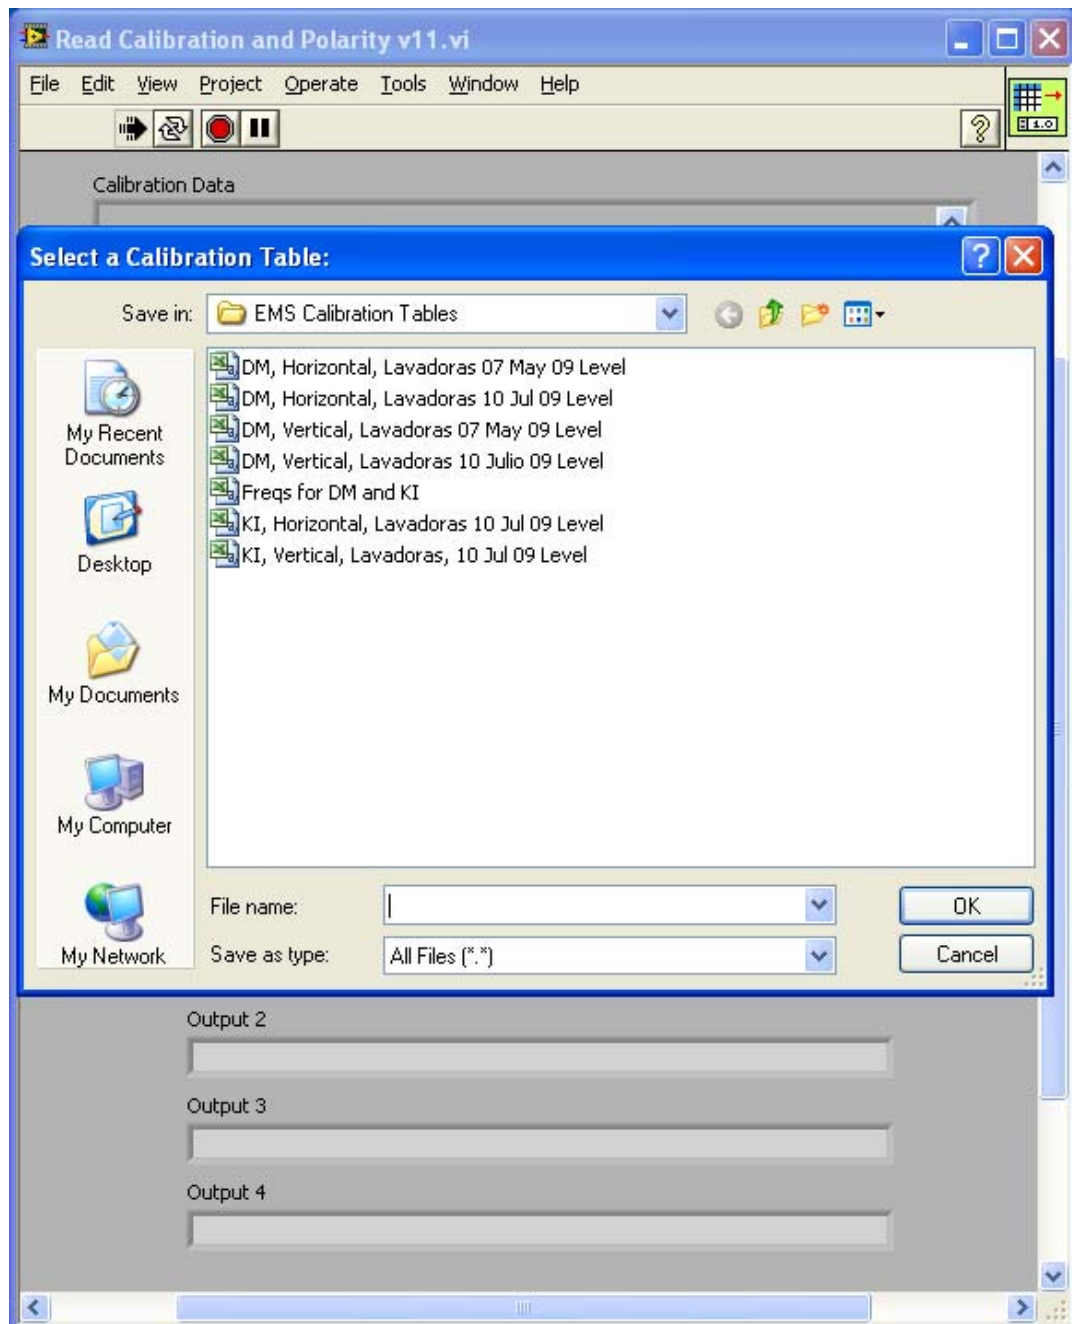 Read Calibration and Polarity v11.vi
File Edit View Project Operate Tools Window Help
1.0
Calibration Data
Select a Calibration Table:
Save in: EMS Calibration Tables
DM, Horizontal, Lavadoras 07 May 09 Level
DM, Horizontal, Lavadoras 10 Jul 09 Level
DM, Vertical, Lavadoras 07 May 09 Level
DM, Vertical, Lavadoras 10 Julio 09 Level
Freqs for DM and KI
KI, Horizontal, Lavadoras 10 Jul 09 Level
KI, Vertical, Lavadoras, 10 Jul 09 Level
My Recent
Documents
Desktop
My Documents
My Computer
My Network
File name: OK
Save as type: All Files (*.*) Cancel
Output 2
Output 3
Output 4